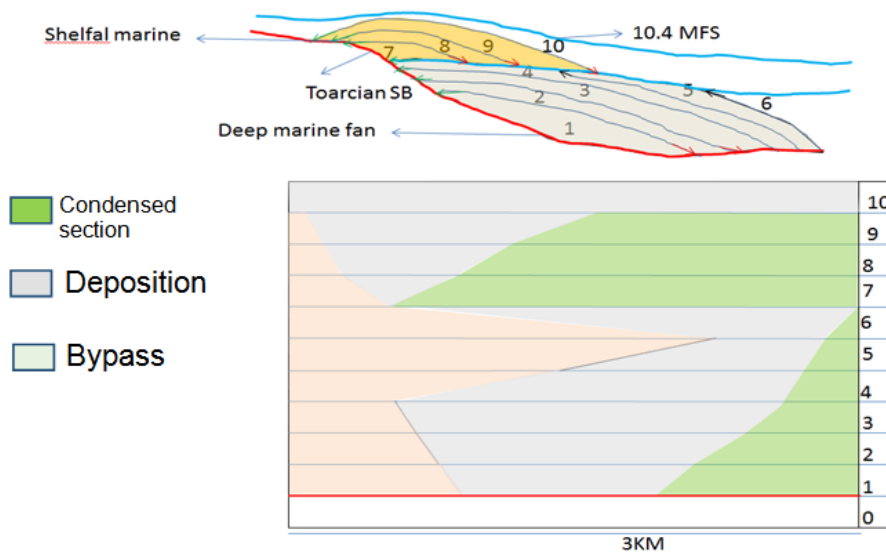 Shelfal marine
10.4 MFS
7 8 9 10
Toarcian SB
4
3 5 6
2
Deep marine fan
1
Condensed
section
Deposition
Bypass
10
9
8
7
6
5
4
3
2
1
0
3KM